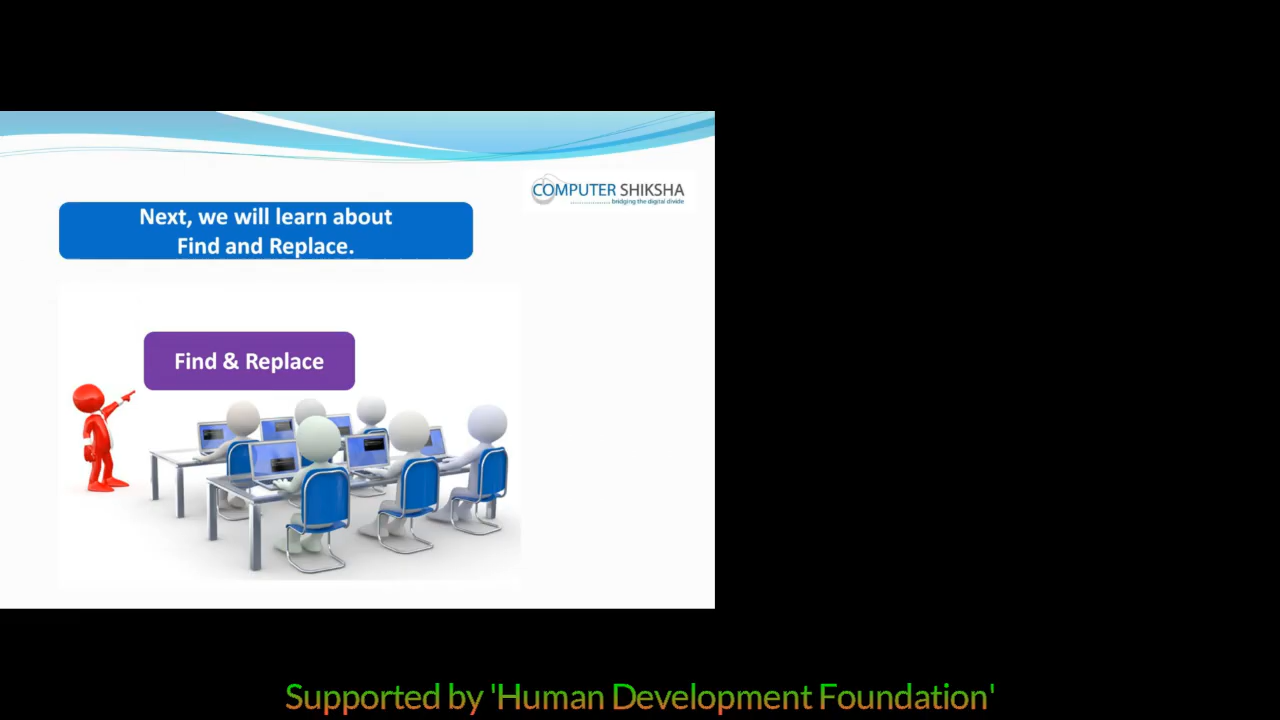 COMPUTER SHIKSHA
.................. bridging the digital divide
Next, we will learn about
Find and Replace.
Find & Replace
Supported by 'Human Development Foundation'